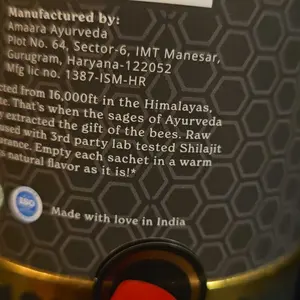 Manufactured by:
Amaara Ayurveda
Plot No. 64, Sector-6, IMT Manesar,
Gurugram, Haryana-122052
Mfg lic no. 1387-ISM-HR
from 16,000ft in the Himalayas,
That's when the sages of Ayurveda
extracted the gift of the bees. Raw
with 3rd party lab tested Shilajit
Empty each sachet in a warm
natural flavor as it is!*
Made with love in India